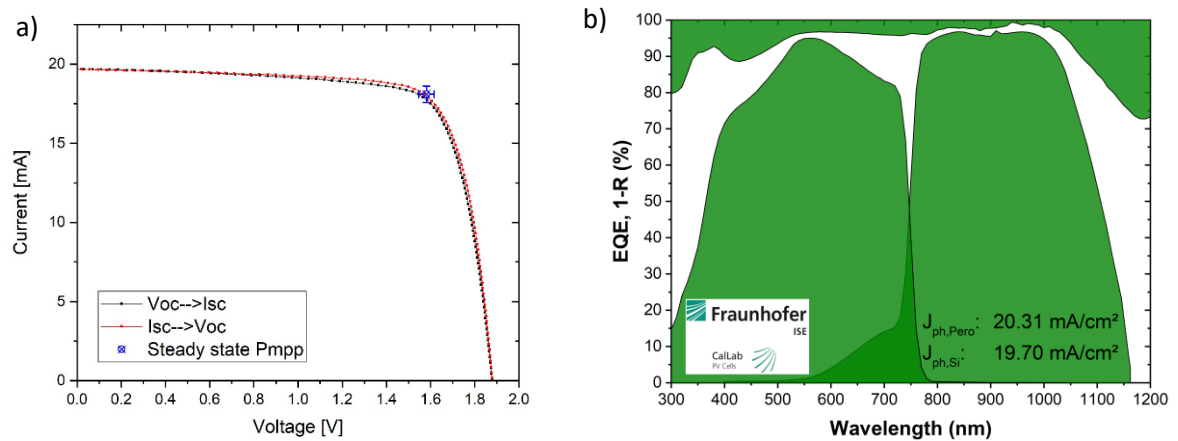 a)
Current [mA]
20
15
10
5
0
0.0 0.2 0.4 0.6 0.8 1.0 1.2 1.4 1.6 1.8 2.0
Voltage [V]
Voc-->Isc
Isc-->Voc
Steady state Pmpp
b)
EQE, 1-R (%)
100
90
80
70
60
50
40
30
20
10
0
300 400 500 600 700 800 900 1000 1100 1200
Wavelength (nm)
Fraunhofer
ISE
CalLab
PV Cells
Jph,Pero: 20.31 mA/cm²
Jph,Si: 19.70 mA/cm²